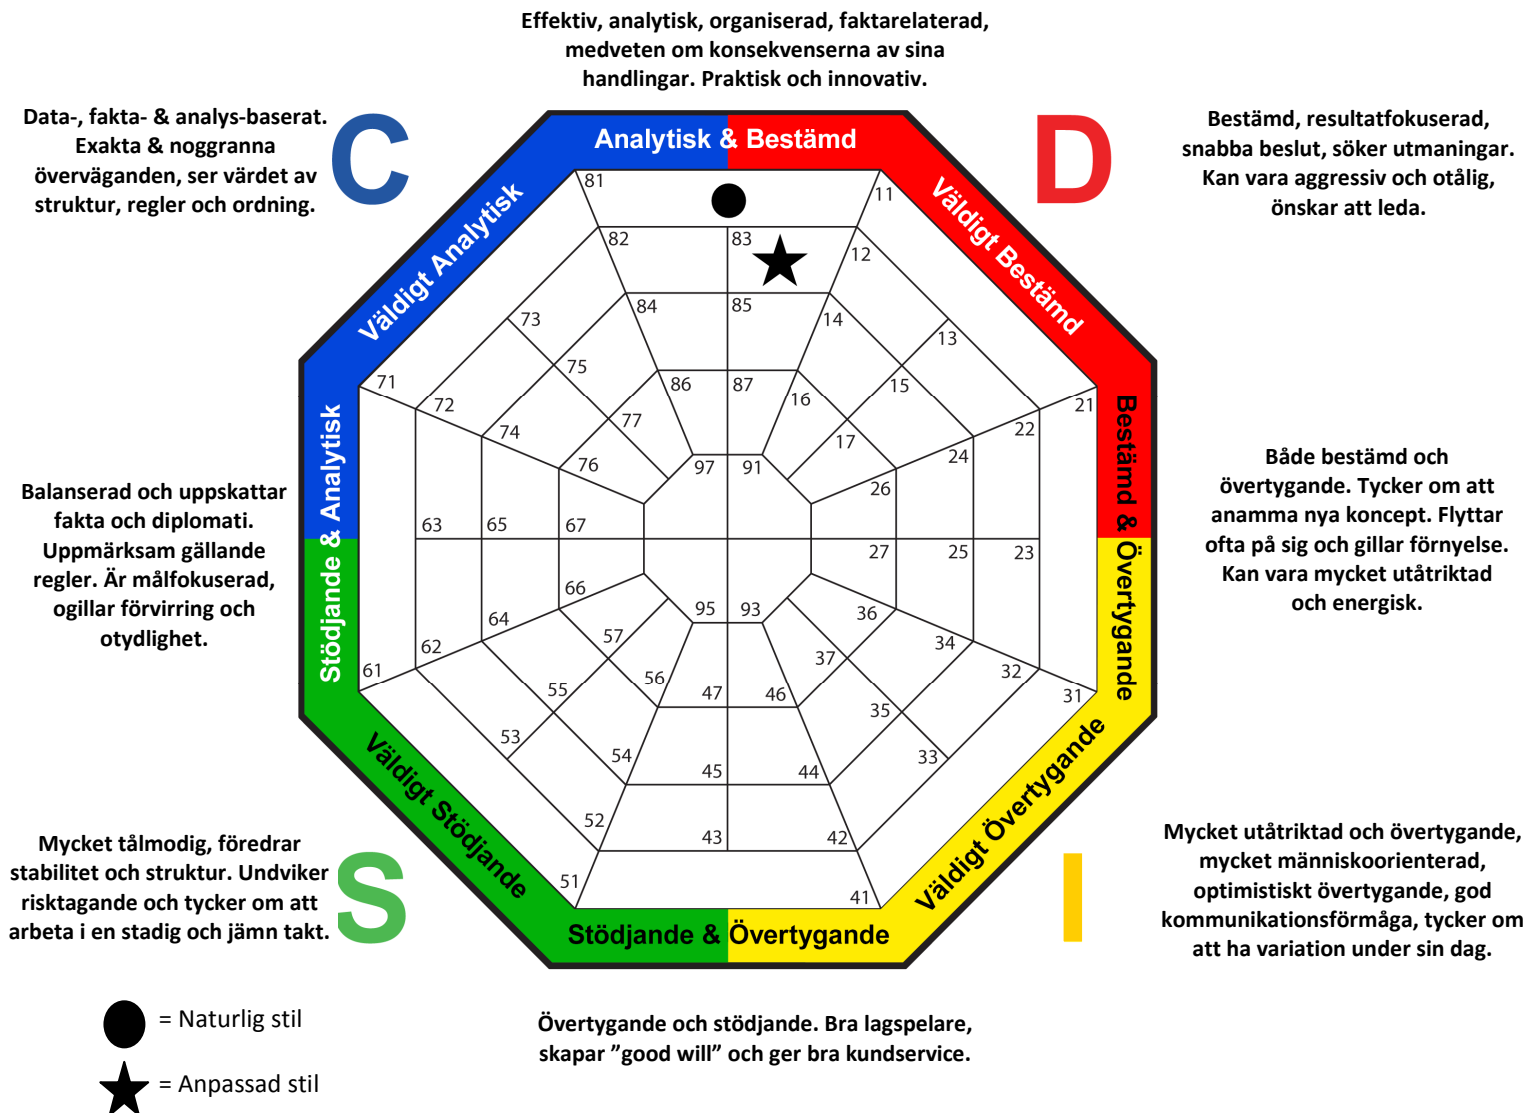 Effektiv, analytisk, organiserad, faktarelaterad,
medveten om konsekvenserna av sina
handlingar. Praktisk och innovativ.
Data-, fakta- & analys-baserat.
Exakta & noggranna
överväganden, ser värdet av
struktur, regler och ordning.
C
Analytisk & Bestämd
D
Bestämd, resultatfokuserad,
snabba beslut, söker utmaningar.
Kan vara aggressiv och otålig,
önskar att leda.
Väldigt Analytisk
Väldigt Bestämd
81
11
82
83
12
73
84
85
14
13
75
15
71
86
87
72
77
16
21
74
17
22
76
97
91
24
26
Stödjande & Analytisk
Bestämd & Övertygande
Balanserad och uppskattar
fakta och diplomati.
Uppmärksam gällande
regler. Är målfokuserad,
ogillar förvirring och
otydlighet.
Både bestämd och
övertygande. Tycker om att
anamma nya koncept. Flyttar
ofta på sig och gillar förnyelse.
Kan vara mycket utåtriktad
och energisk.
63
65
67
27
25
23
66
95
93
36
64
57
34
62
37
32
61
56
47
46
31
55
35
53
54
45
44
33
52
43
42
51
41
Väldigt Stödjande
Väldigt Övertygande
Mycket tålmodig, föredrar
stabilitet och struktur. Undviker
risktagande och tycker om att
arbeta i en stadig och jämn takt.
S
Stödjande & Övertygande
I
Mycket utåtriktad och övertygande,
mycket människoorienterad,
optimistiskt övertygande, god
kommunikationsförmåga, tycker om
att ha variation under sin dag.
= Naturlig stil
= Anpassad stil
Övertygande och stödjande. Bra lagspelare,
skapar ”good will” och ger bra kundservice.